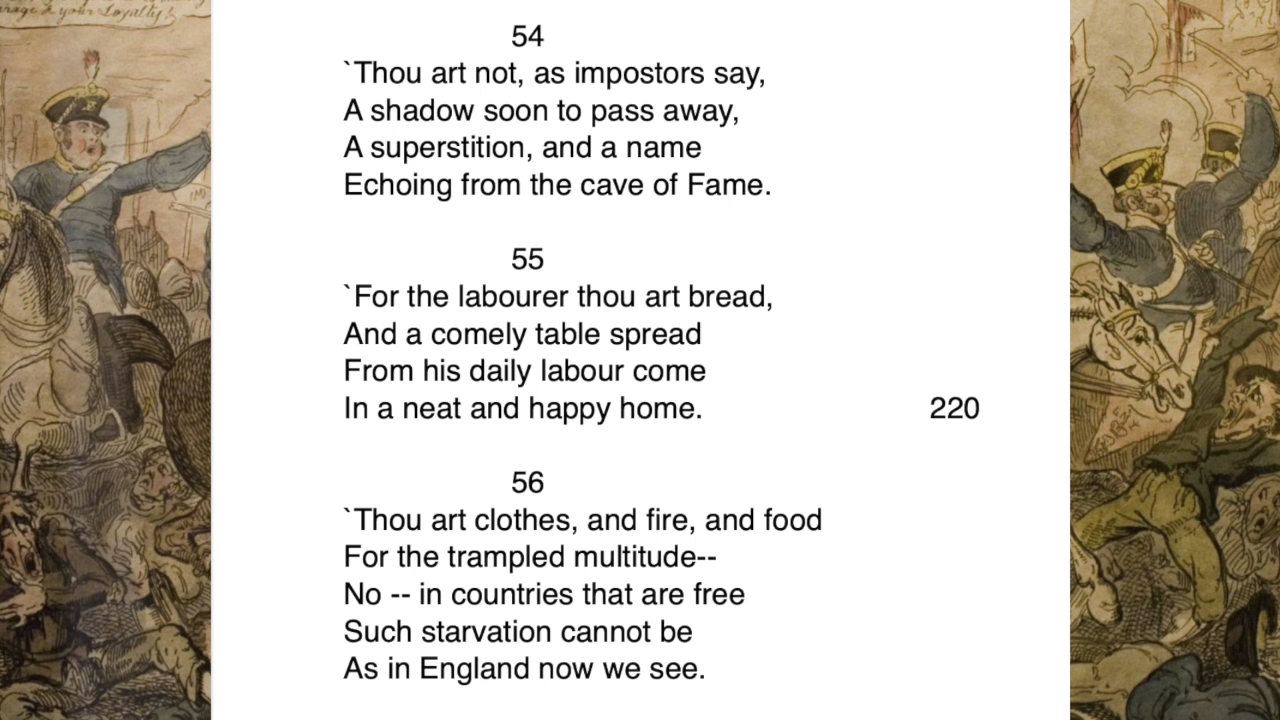 & your Loyalty!
54
`Thou art not, as impostors say,
A shadow soon to pass away,
A superstition, and a name
Echoing from the cave of Fame.
55
`For the labourer thou art bread,
And a comely table spread
From his daily labour come
In a neat and happy home. 220
56
`Thou art clothes, and fire, and food
For the trampled multitude--
No -- in countries that are free
Such starvation cannot be
As in England now we see.